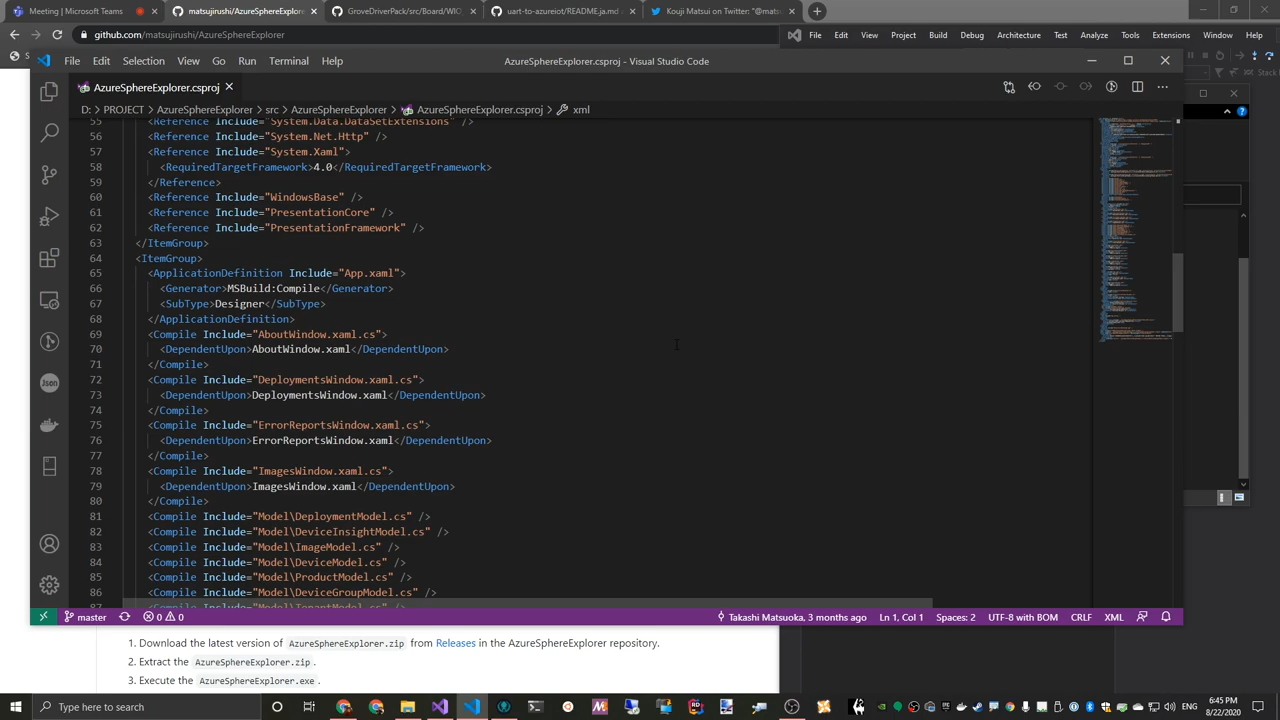 Meeting | Microsoft Teams
matsujirushi/AzureSphereExplorer
GroveDriverPack/src/Board/WIO
uart-to-azureiot/README.ja.md
Kouji Matsui on Twitter: "@mats
github.com/matsujirushi/AzureSphereExplorer
File Edit View Project Build Debug Team Architecture Test Analyze Tools Extensions Window Help
File Edit Selection View Go Run Terminal Help
AzureSphereExplorer.csproj - Visual Studio Code
Stack
AzureSphereExplorer.csproj
D: > PROJECT > AzureSphereExplorer > src > AzureSphereExplorer > AzureSphereExplorer.csproj > xml
55 <Reference Include="System.Data.DataSetExtensions" />
56 <Reference Include="System.Net.Http" />
57 <Reference Include="System.Xaml">
58 <RequiredTargetFramework>4.0</RequiredTargetFramework>
59 </Reference>
60 <Reference Include="WindowsBase" />
61 <Reference Include="PresentationCore" />
62 <Reference Include="PresentationFramework" />
63 </ItemGroup>
64 <ItemGroup>
65 <ApplicationDefinition Include="App.xaml">
66 <Generator>MSBuild:Compile</Generator>
67 <SubType>Designer</SubType>
68 </ApplicationDefinition>
69 <Compile Include="AboutWindow.xaml.cs">
70 <DependentUpon>AboutWindow.xaml</DependentUpon>
71 </Compile>
72 <Compile Include="DeploymentsWindow.xaml.cs">
73 <DependentUpon>DeploymentsWindow.xaml</DependentUpon>
74 </Compile>
75 <Compile Include="ErrorReportsWindow.xaml.cs">
76 <DependentUpon>ErrorReportsWindow.xaml</DependentUpon>
77 </Compile>
78 <Compile Include="ImagesWindow.xaml.cs">
79 <DependentUpon>ImagesWindow.xaml</DependentUpon>
80 </Compile>
81 <Compile Include="Model\DeploymentModel.cs" />
82 <Compile Include="Model\DeviceInsightModel.cs" />
83 <Compile Include="Model\ImageModel.cs" />
84 <Compile Include="Model\DeviceModel.cs" />
85 <Compile Include="Model\ProductModel.cs" />
86 <Compile Include="Model\DeviceGroupModel.cs" />
87 <Compile Include="Model\TenantModel.cs" />
Json
master 0 0 Takashi Matsuoka, 3 months ago Ln 1, Col 1 Spaces: 2 UTF-8 with BOM CRLF XML
1. Download the latest version of AzureSphereExplorer.zip from Releases in the AzureSphereExplorer repository.
2. Extract the AzureSphereExplorer.zip.
3. Execute the AzureSphereExplorer.exe.
Type here to search
ENG
6:45 PM
8/22/2020